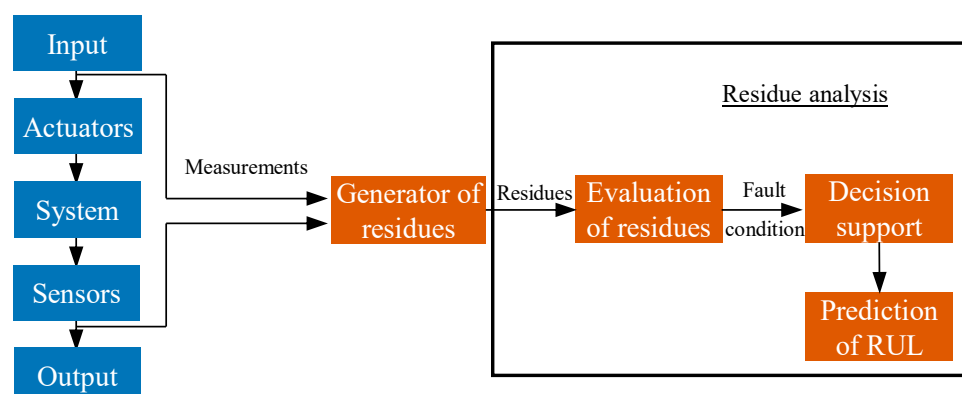 Input
Actuators
System
Sensors
Output
Measurements
Generator of
residues
Residue analysis
Residues
Evaluation
of residues
Fault
condition
Decision
support
Prediction
of RUL